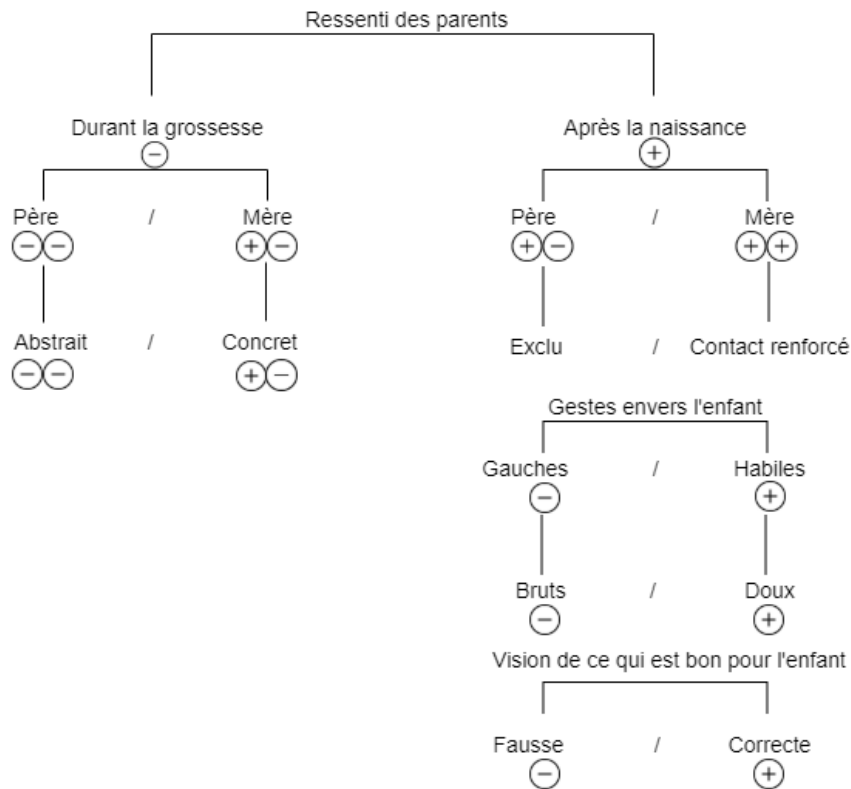 Ressenti des parents
Durant la grossesse Après la naissance
− +
Père / Mère Père / Mère
− − + − + − + +
Abstrait / Concret Exclu / Contact renforcé
− − + −
Gestes envers l'enfant
Gauches / Habiles
− +
Bruts / Doux
− +
Vision de ce qui est bon pour l'enfant
Fausse / Correcte
− +